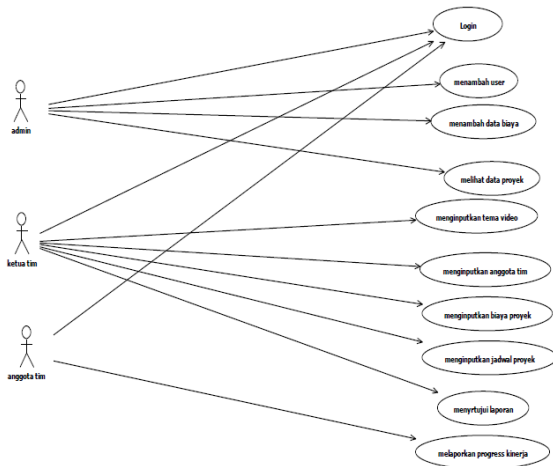 Login
menambah user
admin
menambah data biaya
melihat data proyek
menginputkan tema video
ketua tim
menginputkan anggota tim
menginputkan biaya proyek
menginputkan jadwal proyek
anggota tim
menyrtujui laporan
melaporkan progress kinerja